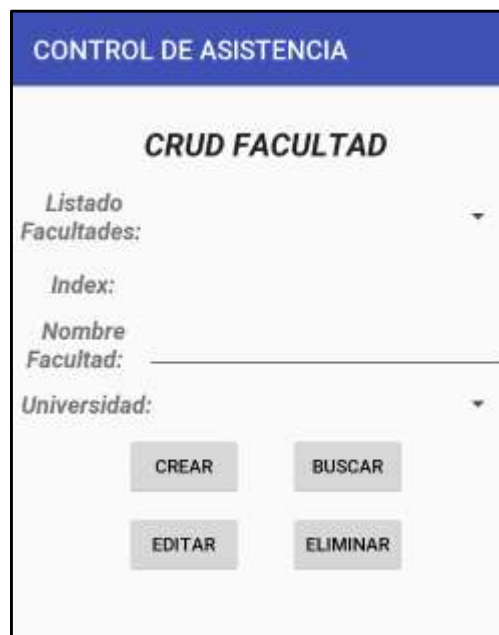 CONTROL DE ASISTENCIA
CRUD FACULTAD
Listado
Facultades:
Index:
Nombre
Facultad:
Universidad:
CREAR BUSCAR
EDITAR ELIMINAR